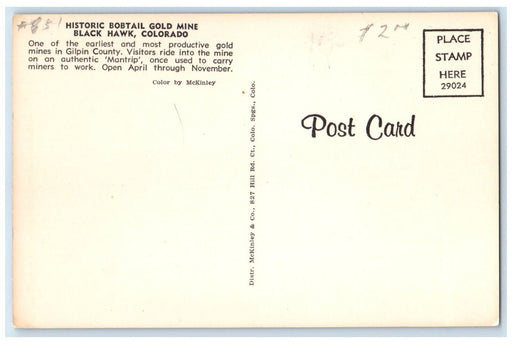 HISTORIC BOBTAIL GOLD MINE
BLACK HAWK, COLORADO
One of the earliest and most productive gold
mines in Gilpin County. Visitors ride into the mine
on an authentic 'Mantrip', once used to carry
miners to work. Open April through November.
Color by McKinley
Distr. McKinley & Co., 827 Hill Rd. Ct., Colo. Spgs., Colo.
$2.00
PLACE
STAMP
HERE
29024
Post Card